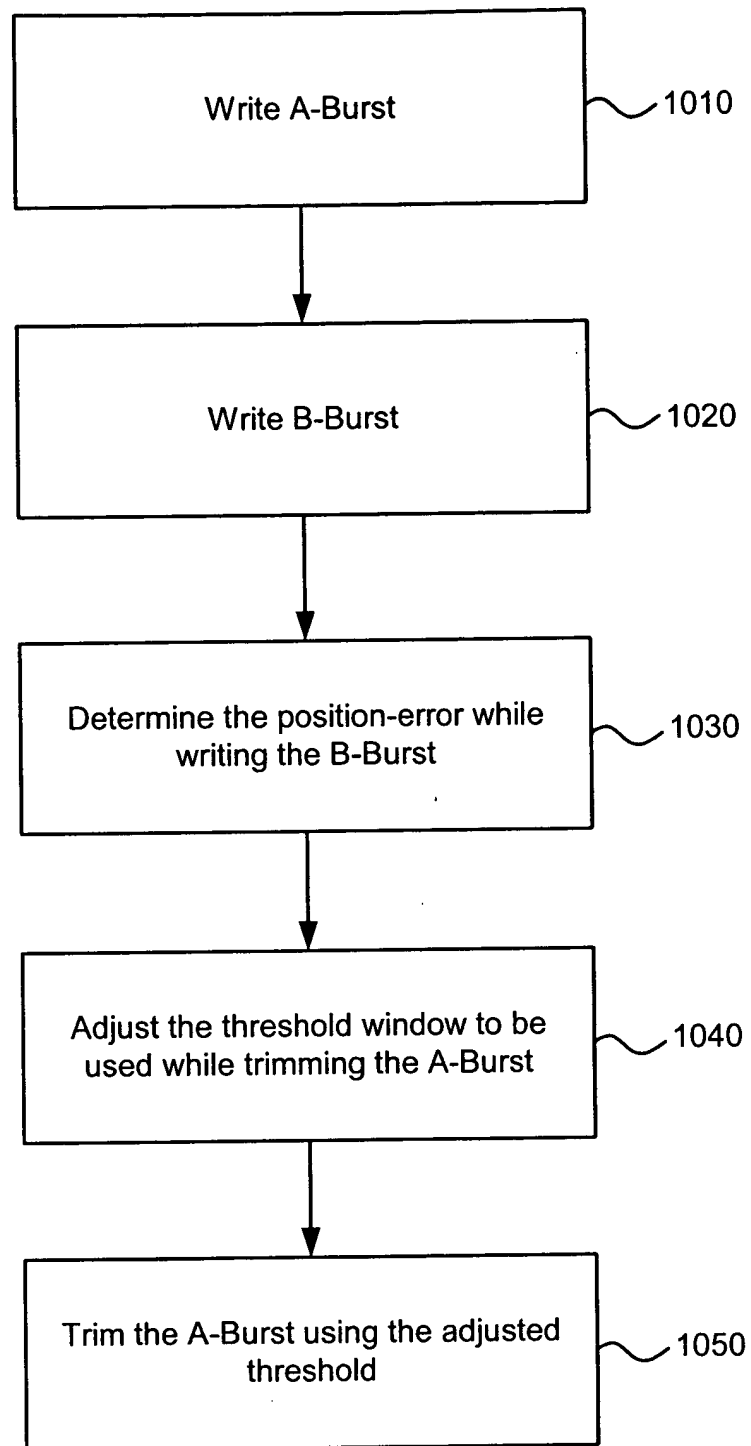 Write A-Burst
1010
Write B-Burst
1020
Determine the position-error while
writing the B-Burst
1030
Adjust the threshold window to be
used while trimming the A-Burst
1040
Trim the A-Burst using the adjusted
threshold
1050